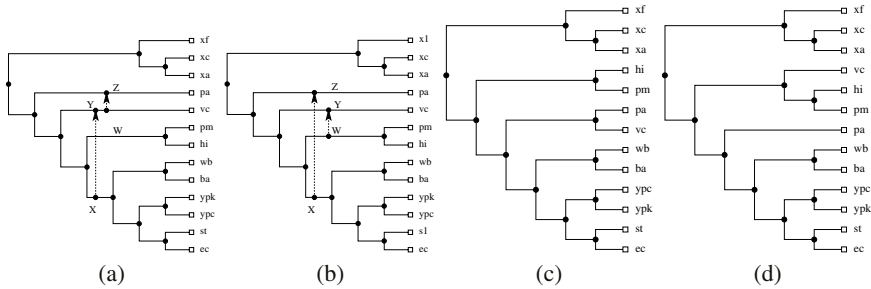 xf
xc
xa
pa
vc
pm
hi
wb
ba
ypk
ypc
st
ec
Z
Y
W
X
(a)
x1
xc
xa
pa
vc
pm
hi
wb
ba
ypk
ypc
s1
ec
Z
Y
W
X
(b)
xf
xc
xa
hi
pm
pa
vc
wb
ba
ypc
ypk
st
ec
(c)
xf
xc
xa
vc
hi
pm
pa
wb
ba
ypc
ypk
st
ec
(d)